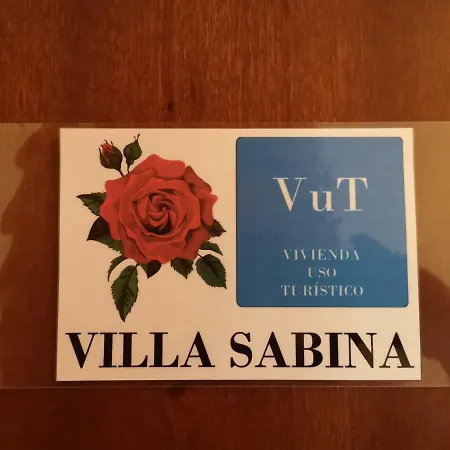 VuT
VIVIENDA
USO
TURÍSTICO
VILLA SABINA